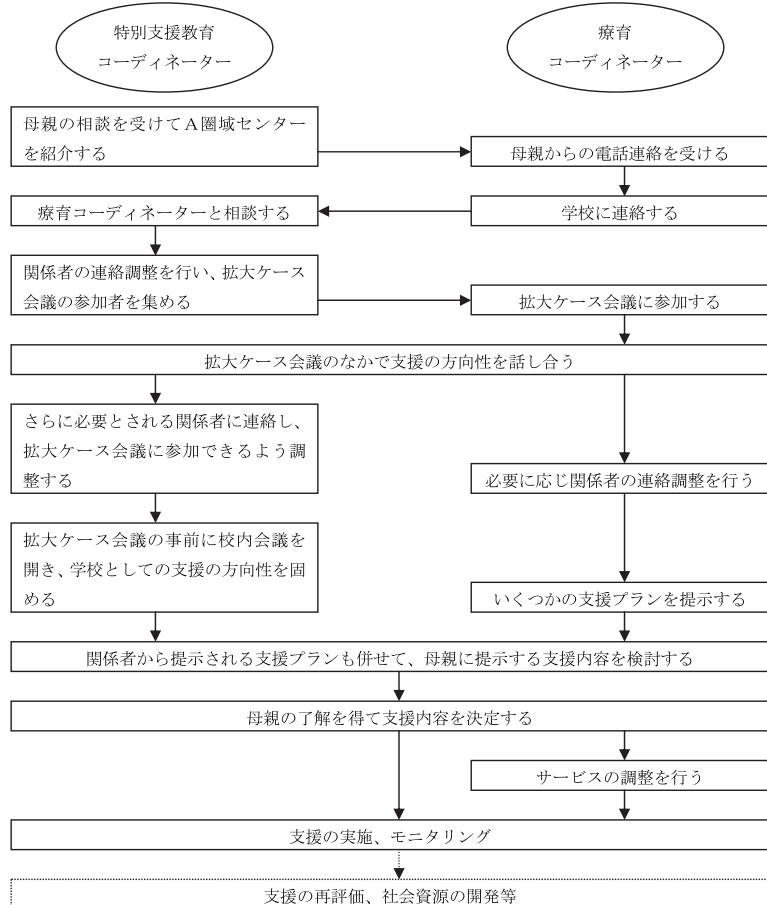 特別支援教育
コーディネーター
療育
コーディネーター
母親の相談を受けてＡ圏域センター
を紹介する
母親からの電話連絡を受ける
療育コーディネーターと相談する
学校に連絡する
関係者の連絡調整を行い、拡大ケース
会議の参加者を集める
拡大ケース会議に参加する
拡大ケース会議のなかで支援の方向性を話し合う
さらに必要とされる関係者に連絡し、
拡大ケース会議に参加できるよう調
整する
必要に応じ関係者の連絡調整を行う
拡大ケース会議の事前に校内会議を
開き、学校としての支援の方向性を固
める
いくつかの支援プランを提示する
関係者から提示される支援プランも併せて、母親に提示する支援内容を検討する
母親の了解を得て支援内容を決定する
サービスの調整を行う
支援の実施、モニタリング
支援の再評価、社会資源の開発等